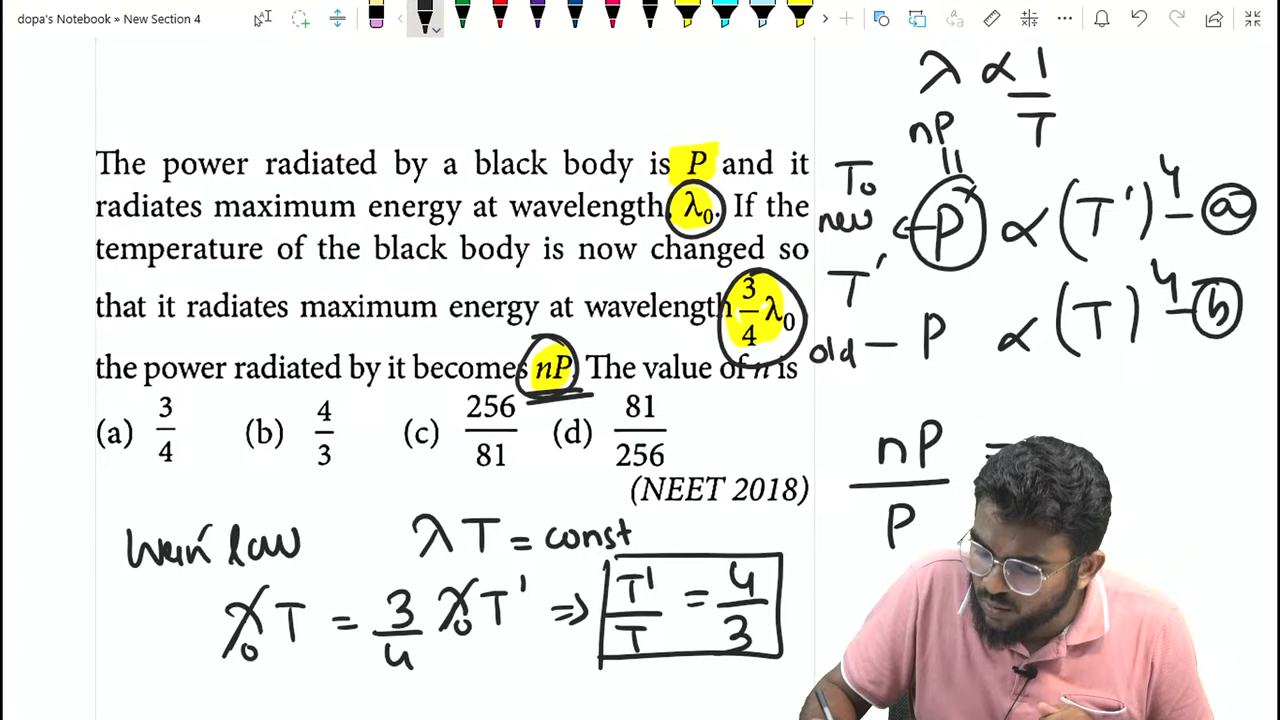 dopa's Notebook » New Section 4
The power radiated by a black body is P and it
radiates maximum energy at wavelength, λ₀. If the
temperature of the black body is now changed so
that it radiates maximum energy at wavelength 3/4 λ₀
the power radiated by it becomes nP. The value of n is
(a) 3/4 (b) 4/3 (c) 256/81 (d) 81/256
(NEET 2018)
λT = const
λ₀T = 3/4 λ₀T' ⇒ T'/T = 4/3
λ ∝ 1/T
nP
T₀
new P' ∝ (T')⁴ - ⓐ
T'
old - P ∝ (T)⁴ - ⓑ
nP/P =